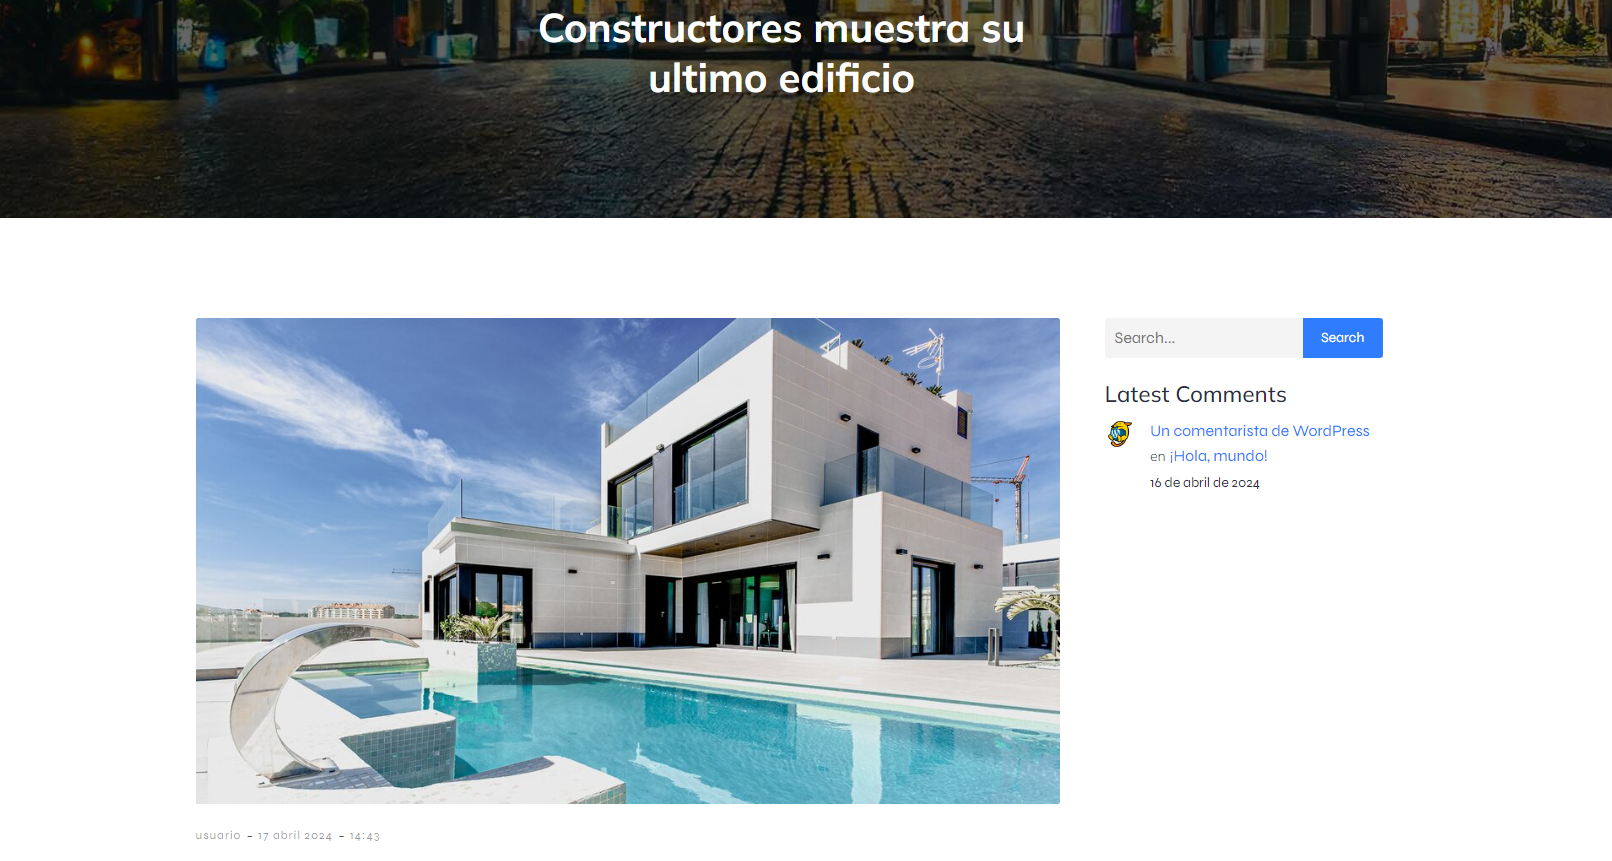 Constructores muestra su
ultimo edificio
Search...
Search
Latest Comments
Un comentarista de WordPress
en ¡Hola, mundo!
16 de abril de 2024
usuario - 17 abril 2024 - 14:43